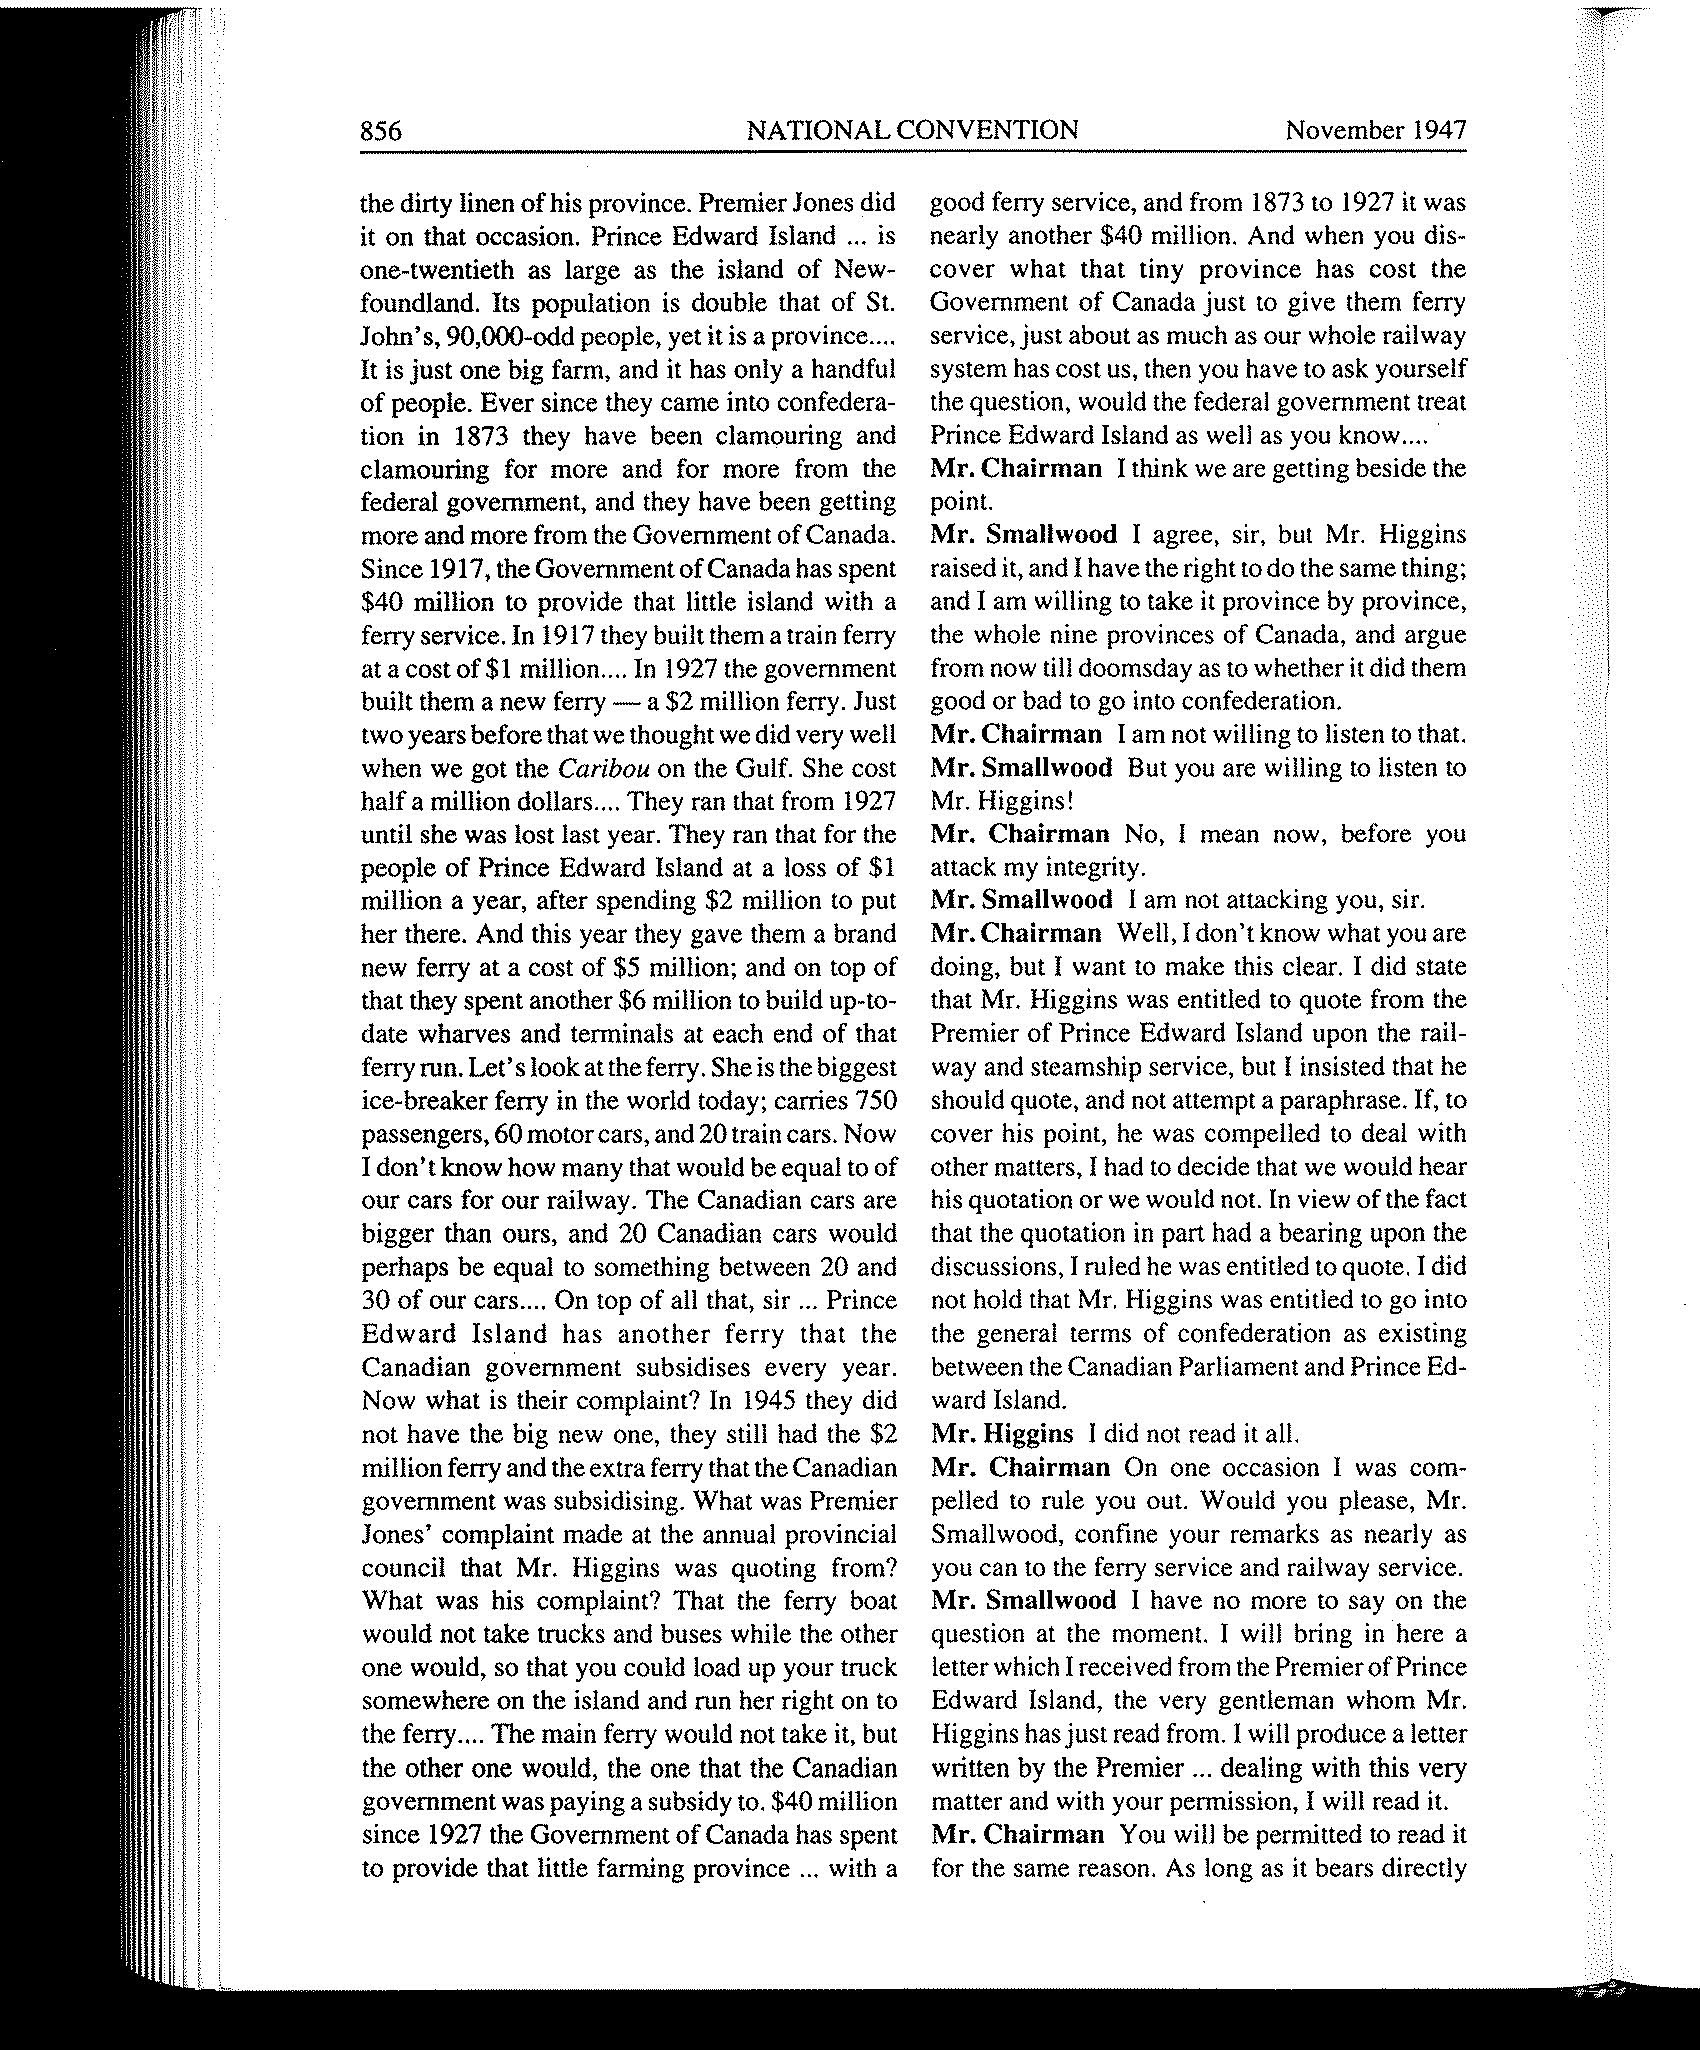 856 NATIONAL CONVENTION November 1947
the dirty linen of his province. Premier Jones did
it on that occasion. Prince Edward Island ... is
one-twentieth as large as the island of New-
foundland. Its population is double that of St.
John's, 90,000-odd people, yet it is a province....
It is just one big farm, and it has only a handful
of people. Ever since they came into confedera-
tion in 1873 they have been clamouring and
clamouring for more and for more from the
federal government, and they have been getting
more and more from the Government of Canada.
Since 1917, the Government of Canada has spent
$40 million to provide that little island with a
ferry service. In 1917 they built them a train ferry
at a cost of $1 million.... In 1927 the government
built them a new ferry — a $2 million ferry. Just
two years before that we thought we did very well
when we got the Caribou on the Gulf. She cost
half a million dollars.... They ran that from 1927
until she was lost last year. They ran that for the
people of Prince Edward Island at a loss of $1
million a year, after spending $2 million to put
her there. And this year they gave them a brand
new ferry at a cost of $5 million; and on top of
that they spent another $6 million to build up-to-
date wharves and terminals at each end of that
ferry run. Let's look at the ferry. She is the biggest
ice-breaker ferry in the world today; carries 750
passengers, 60 motor cars, and 20 train cars. Now
I don't know how many that would be equal to of
our cars for our railway. The Canadian cars are
bigger than ours, and 20 Canadian cars would
perhaps be equal to something between 20 and
30 of our cars.... On top of all that, sir ... Prince
Edward Island has another ferry that the
Canadian government subsidises every year.
Now what is their complaint? In 1945 they did
not have the big new one, they still had the $2
million ferry and the extra ferry that the Canadian
government was subsidising. What was Premier
Jones' complaint made at the annual provincial
council that Mr. Higgins was quoting from?
What was his complaint? That the ferry boat
would not take trucks and buses while the other
one would, so that you could load up your truck
somewhere on the island and run her right on to
the ferry.... The main ferry would not take it, but
the other one would, the one that the Canadian
government was paying a subsidy to. $40 million
since 1927 the Government of Canada has spent
to provide that little farming province ... with a
good ferry service, and from 1873 to 1927 it was
nearly another $40 million. And when you dis-
cover what that tiny province has cost the
Government of Canada just to give them ferry
service, just about as much as our whole railway
system has cost us, then you have to ask yourself
the question, would the federal government treat
Prince Edward Island as well as you know....
Mr. Chairman I think we are getting beside the
point.
Mr. Smallwood I agree, sir, but Mr. Higgins
raised it, and I have the right to do the same thing;
and I am willing to take it province by province,
the whole nine provinces of Canada, and argue
from now till doomsday as to whether it did them
good or bad to go into confederation.
Mr. Chairman I am not willing to listen to that.
Mr. Smallwood But you are willing to listen to
Mr. Higgins!
Mr. Chairman No, I mean now, before you
attack my integrity.
Mr. Smallwood I am not attacking you, sir.
Mr. Chairman Well, I don't know what you are
doing, but I want to make this clear. I did state
that Mr. Higgins was entitled to quote from the
Premier of Prince Edward Island upon the rail-
way and steamship service, but I insisted that he
should quote, and not attempt a paraphrase. If, to
cover his point, he was compelled to deal with
other matters, I had to decide that we would hear
his quotation or we would not. In view of the fact
that the quotation in part had a bearing upon the
discussions, I ruled he was entitled to quote. I did
not hold that Mr. Higgins was entitled to go into
the general terms of confederation as existing
between the Canadian Parliament and Prince Ed-
ward Island.
Mr. Higgins I did not read it all.
Mr. Chairman On one occasion I was com-
pelled to rule you out. Would you please, Mr.
Smallwood, confine your remarks as nearly as
you can to the ferry service and railway service.
Mr. Smallwood I have no more to say on the
question at the moment. I will bring in here a
letter which I received from the Premier of Prince
Edward Island, the very gentleman whom Mr.
Higgins has just read from. I will produce a letter
written by the Premier ... dealing with this very
matter and with your permission, I will read it.
Mr. Chairman You will be permitted to read it
for the same reason. As long as it bears directly